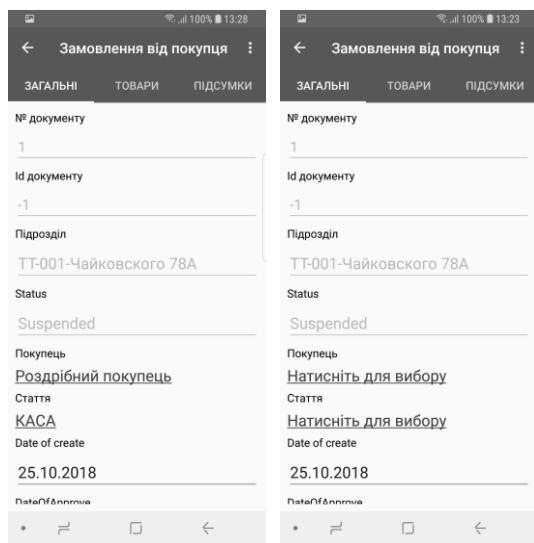 100% 13:28
Замовлення від покупця
ЗАГАЛЬНІ ТОВАРИ ПІДСУМКИ
№ документу
1
Id документу
-1
Підрозділ
ТТ-001-Чайковского 78А
Status
Suspended
Покупець
Роздрібний покупець
Стаття
КАСА
Date of create
25.10.2018
DateOfApprove
100% 13:23
Замовлення від покупця
ЗАГАЛЬНІ ТОВАРИ ПІДСУМКИ
№ документу
1
Id документу
-1
Підрозділ
ТТ-001-Чайковского 78А
Status
Suspended
Покупець
Натисніть для вибору
Стаття
Натисніть для вибору
Date of create
25.10.2018
DateOfApprove